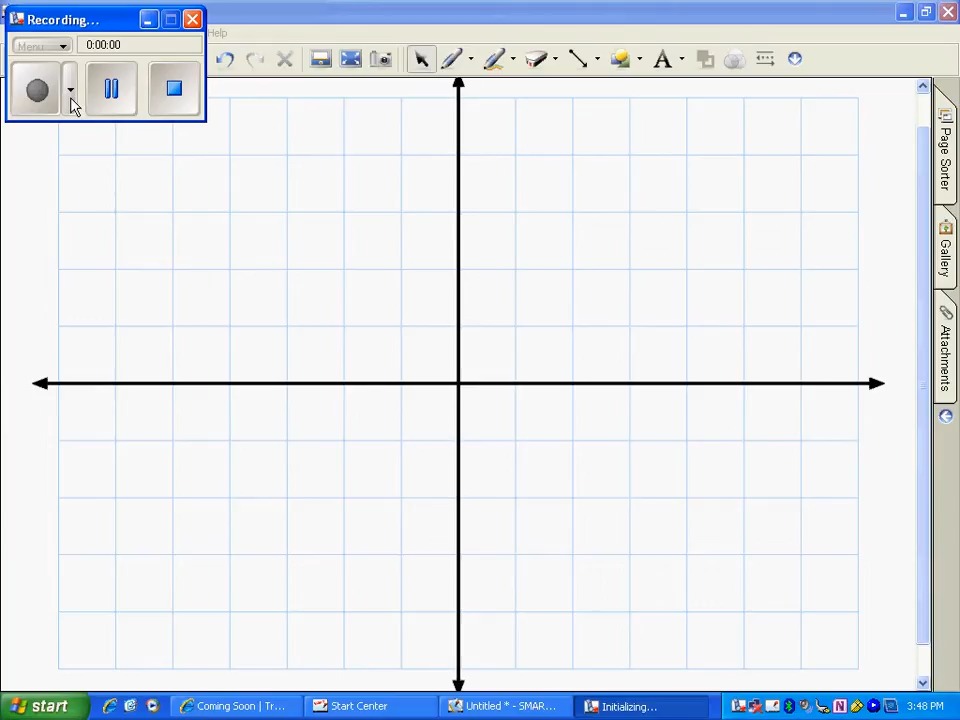 Recording...
Menu
0:00:00
Help
Page Sorter
Gallery
Attachments
start
Coming Soon | Tr...
Start Center
Untitled * - SMAR...
Initializing...
3:48 PM